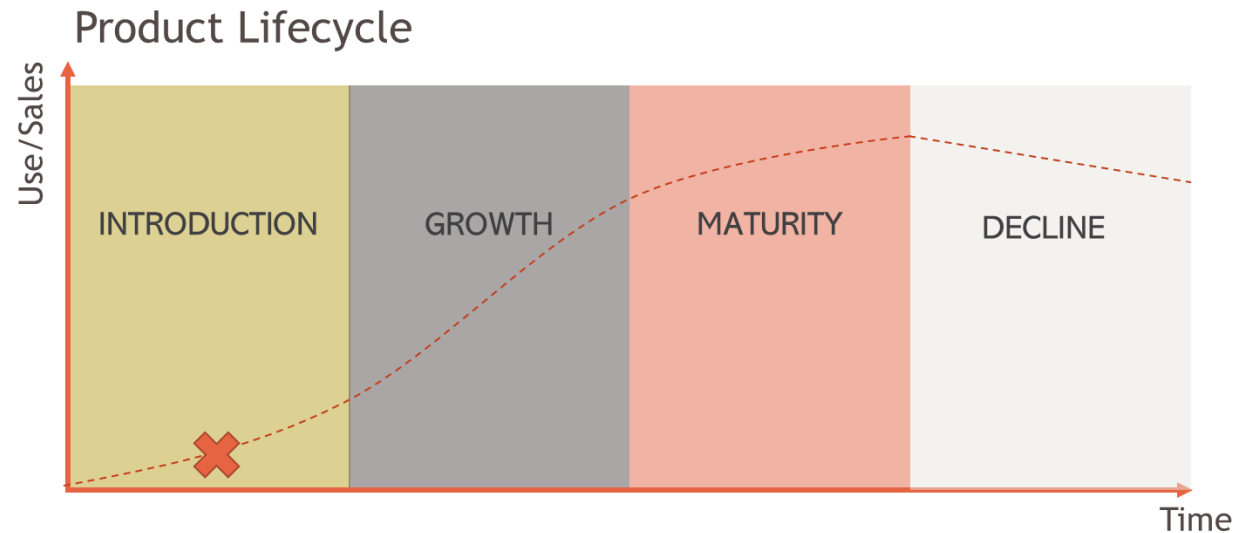 Product Lifecycle
Use/Sales
INTRODUCTION
GROWTH
MATURITY
DECLINE
Time